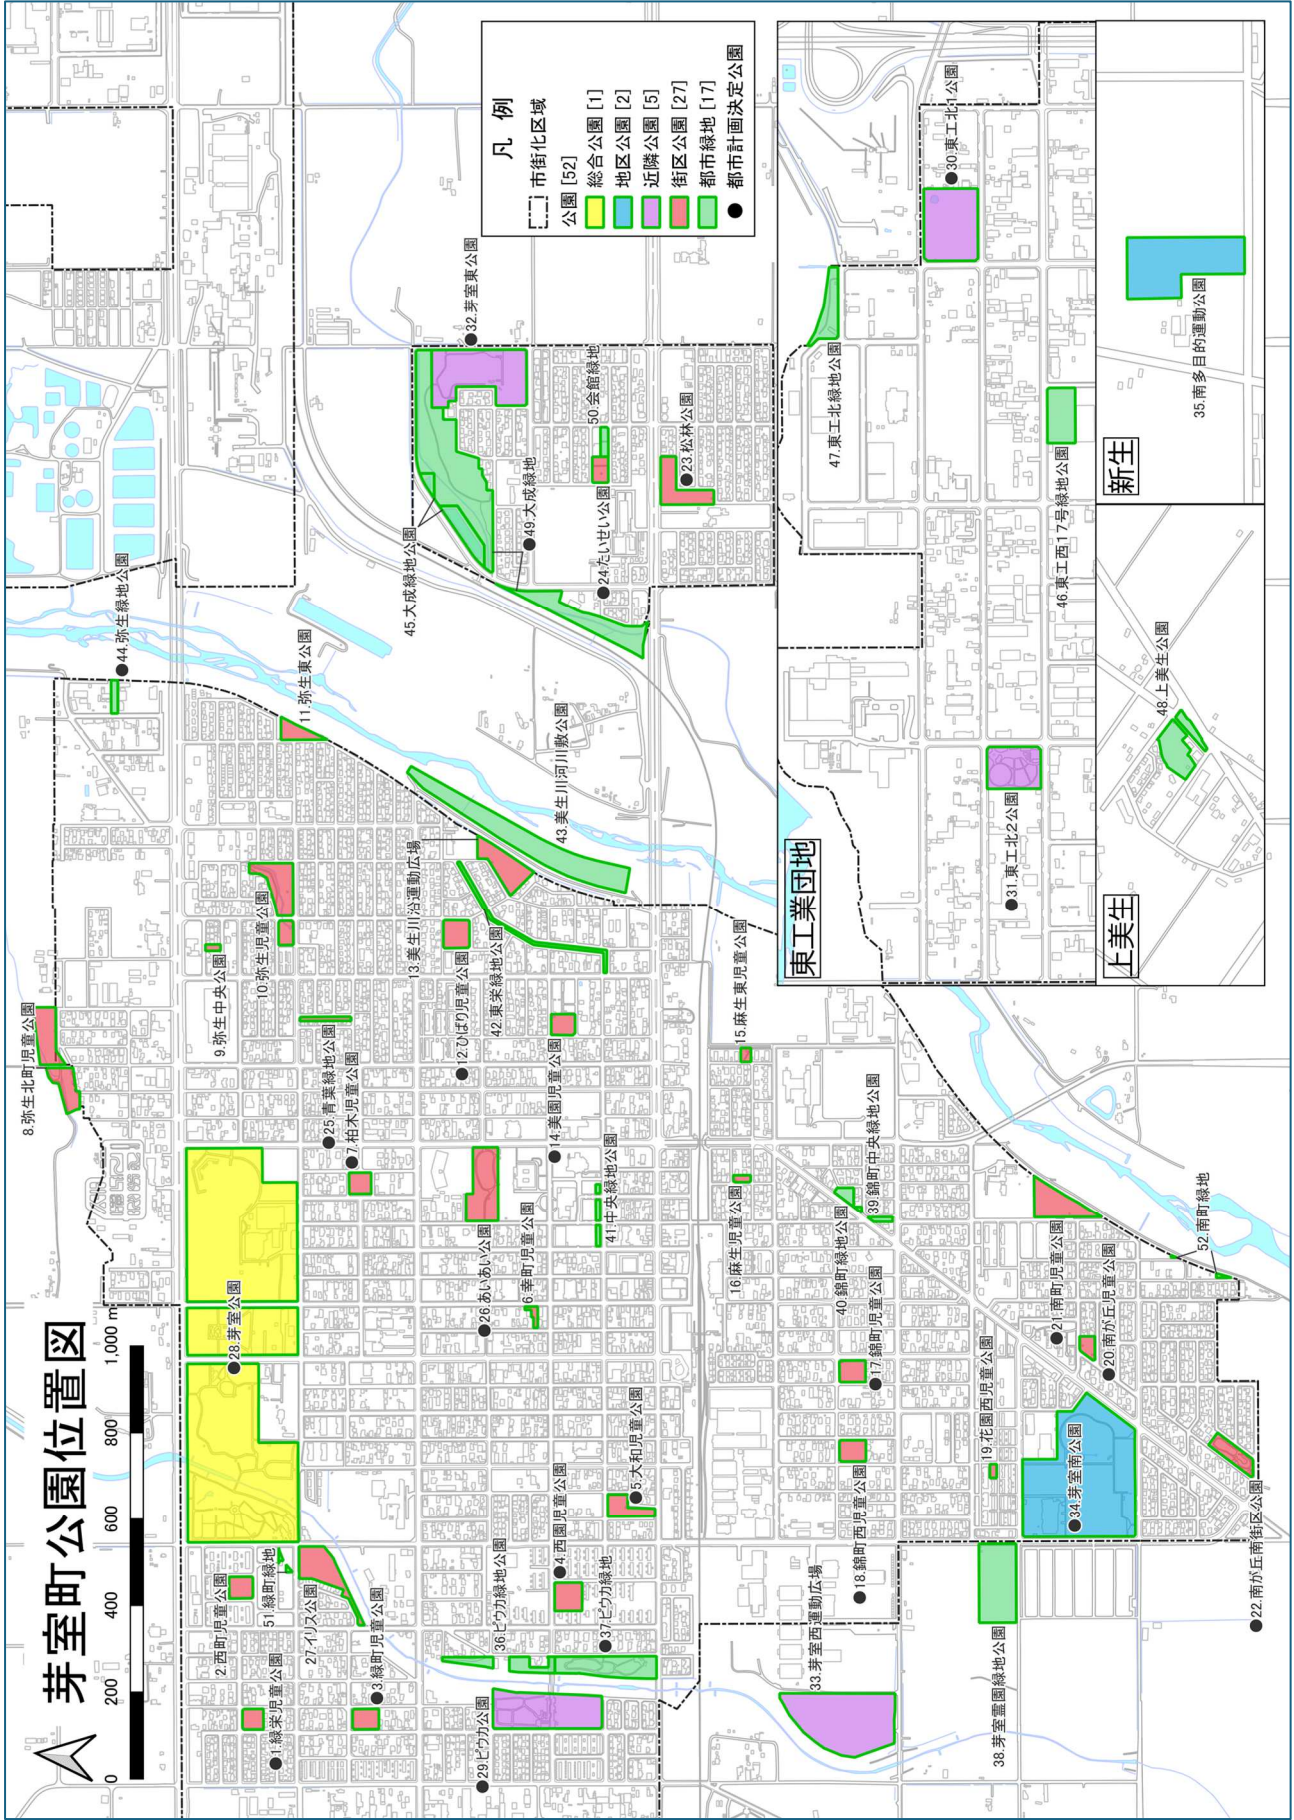 芽室町公園位置図
0 200 400 600 800 1,000 m
凡 例
市街化区域
公園 [52]
総合公園 [1]
地区公園 [2]
近隣公園 [5]
街区公園 [27]
都市緑地 [17]
都市計画決定公園
1.緑栄児童公園
2.西町児童公園
3.緑町児童公園
4.西園児童公園
5.大和児童公園
6.幸町児童公園
7.柏木児童公園
8.弥生北町児童公園
9.弥生中央公園
10.弥生児童公園
11.弥生東公園
12.ひばり児童公園
13.美生川沿運動広場
14.美園児童公園
15.麻生東児童公園
16.麻生児童公園
17.錦町児童公園
18.錦町西児童公園
19.花園西児童公園
20.南が丘児童公園
21.南町児童公園
22.南が丘南街区公園
23.松林公園
24.たいせい公園
25.青葉緑地公園
26.あいあい公園
27.イリス公園
28.芽室公園
29.ピウカ公園
30.東工北1公園
31.東工北2公園
32.芽室東公園
33.芽室西運動広場
34.芽室南公園
35.南多目的運動公園
36.ピウカ緑地公園
37.ピウカ緑地
38.芽室霊園緑地公園
39.錦町中央緑地公園
40.錦町緑地公園
41.中央緑地公園
42.東栄緑地公園
43.美生川河川敷公園
44.弥生緑地公園
45.大成緑地公園
46.東工西17号緑地公園
47.東工北緑地公園
48.上美生公園
49.大成緑地
50.会館緑地
51.緑町緑地
52.南町緑地
東工業団地
上美生
新生